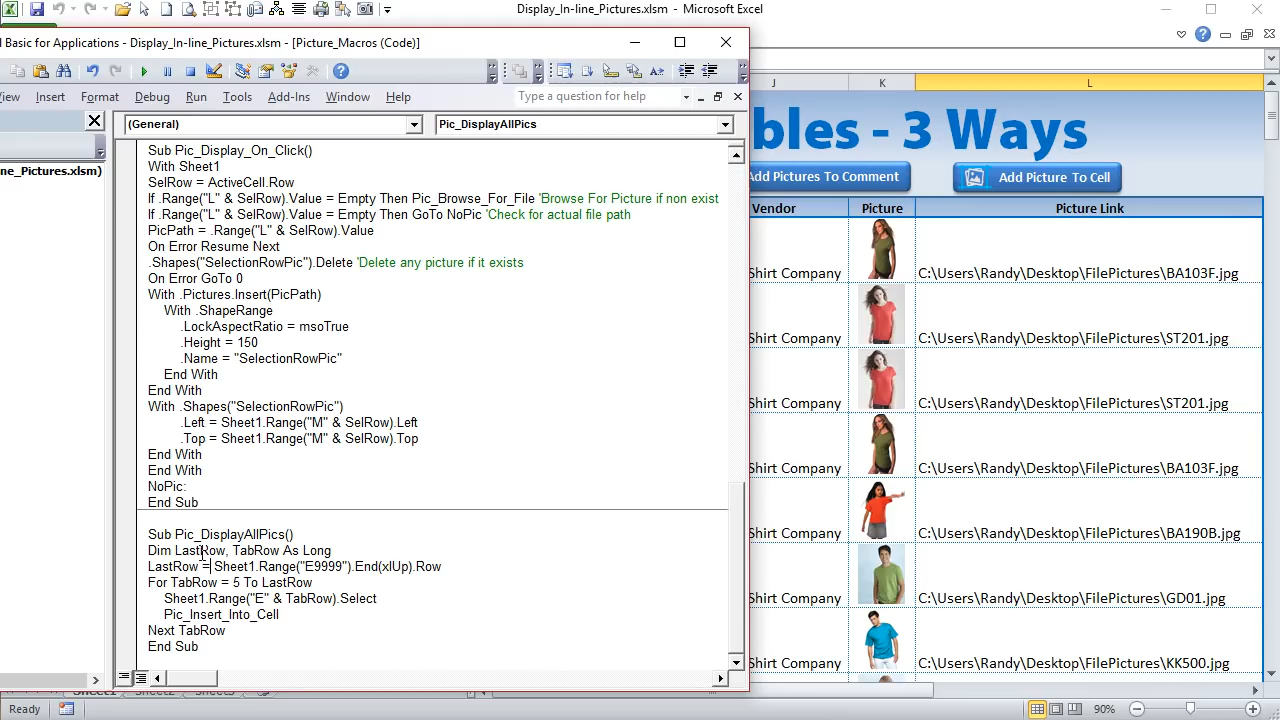 Display_In-line_Pictures.xlsm - Microsoft Excel
Basic for Applications - Display_In-line_Pictures.xlsm - [Picture_Macros (Code)]
Insert Format Debug Run Tools Add-Ins Window Help Type a question for help
(General) Pic_DisplayAllPics
ne_Pictures.xlsm)
Sub Pic_Display_On_Click()
With Sheet1
SelRow = ActiveCell.Row
If .Range("L" & SelRow).Value = Empty Then Pic_Browse_For_File 'Browse For Picture if non exist
If .Range("L" & SelRow).Value = Empty Then GoTo NoPic 'Check for actual file path
PicPath = .Range("L" & SelRow).Value
On Error Resume Next
.Shapes("SelectionRowPic").Delete 'Delete any picture if it exists
On Error GoTo 0
With .Pictures.Insert(PicPath)
With .ShapeRange
.LockAspectRatio = msoTrue
.Height = 150
.Name = "SelectionRowPic"
End With
End With
With .Shapes("SelectionRowPic")
.Left = Sheet1.Range("M" & SelRow).Left
.Top = Sheet1.Range("M" & SelRow).Top
End With
End With
NoPic:
End Sub
Sub Pic_DisplayAllPics()
Dim LastRow, TabRow As Long
LastRow = Sheet1.Range("E9999").End(xlUp).Row
For TabRow = 5 To LastRow
Sheet1.Range("E" & TabRow).Select
Pic_Insert_Into_Cell
Next TabRow
End Sub
J K L
bles - 3 Ways
Add Pictures To Comment Add Picture To Cell
Vendor Picture Picture Link
Shirt Company C:\Users\Randy\Desktop\FilePictures\BA103F.jpg
Shirt Company C:\Users\Randy\Desktop\FilePictures\ST201.jpg
Shirt Company C:\Users\Randy\Desktop\FilePictures\ST201.jpg
Shirt Company C:\Users\Randy\Desktop\FilePictures\BA103F.jpg
Shirt Company C:\Users\Randy\Desktop\FilePictures\BA190B.jpg
Shirt Company C:\Users\Randy\Desktop\FilePictures\GD01.jpg
Shirt Company C:\Users\Randy\Desktop\FilePictures\KK500.jpg
Ready 90%